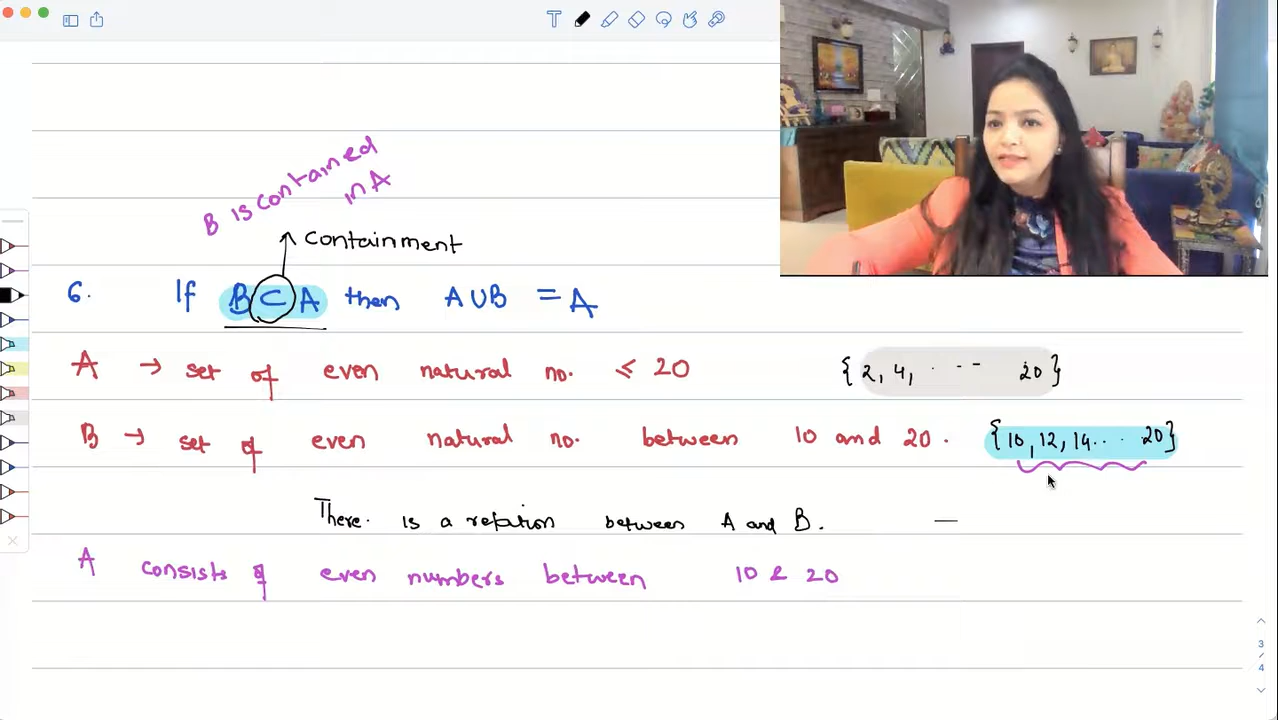 B is contained
in A
containment
6. If B ⊂ A then A ∪ B = A
A → set of even natural no. ≤ 20 {2, 4, . - - 20}
B → set of even natural no. between 10 and 20. {10, 12, 14... 20}
There. is a relation between A and B. —
A consists of even numbers between 10 & 20
3
/
4